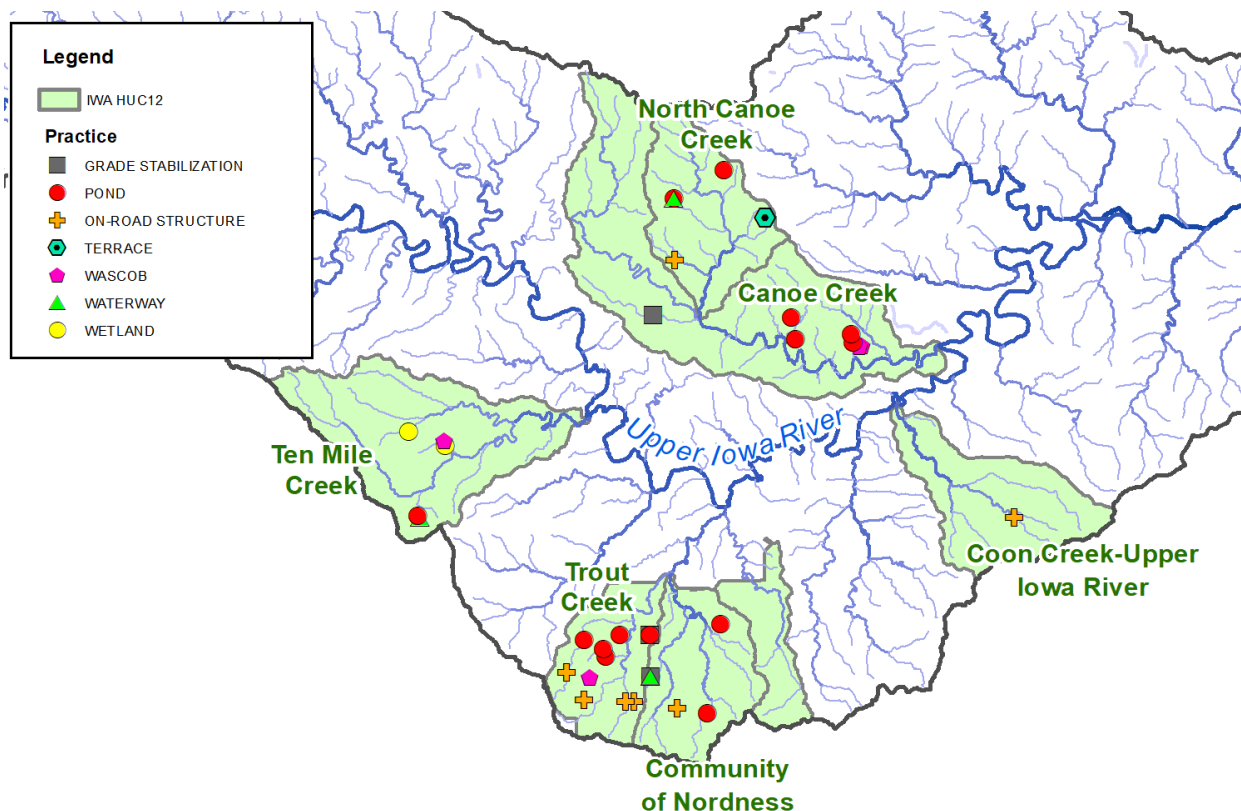 Legend
IWA HUC12
Practice
GRADE STABILIZATION
POND
ON-ROAD STRUCTURE
TERRACE
WASCOB
WATERWAY
WETLAND
North Canoe
Creek
Canoe Creek
Upper Iowa River
Ten Mile
Creek
Coon Creek-Upper
Iowa River
Trout
Creek
Community
of Nordness